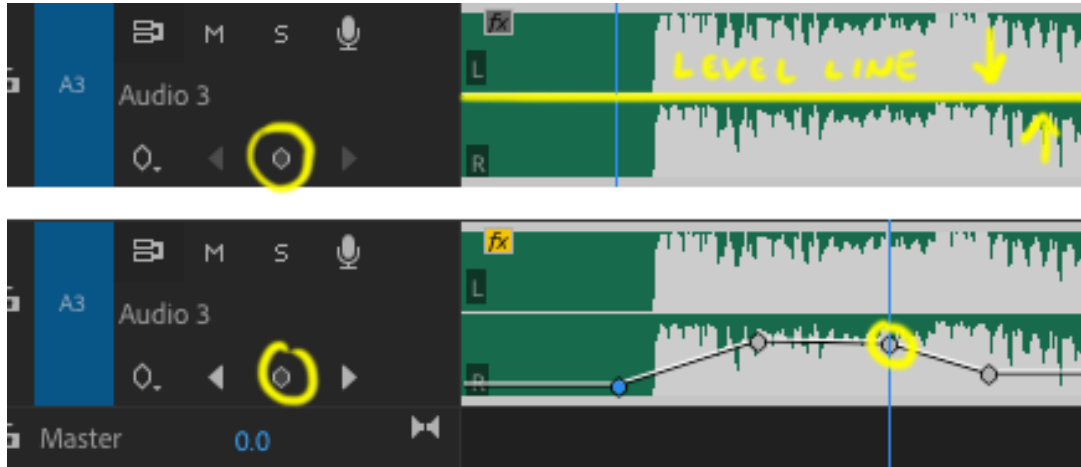 M S fx
L LEVEL LINE
A3 Audio 3
R
M S fx
L
A3 Audio 3
R
Master 0.0